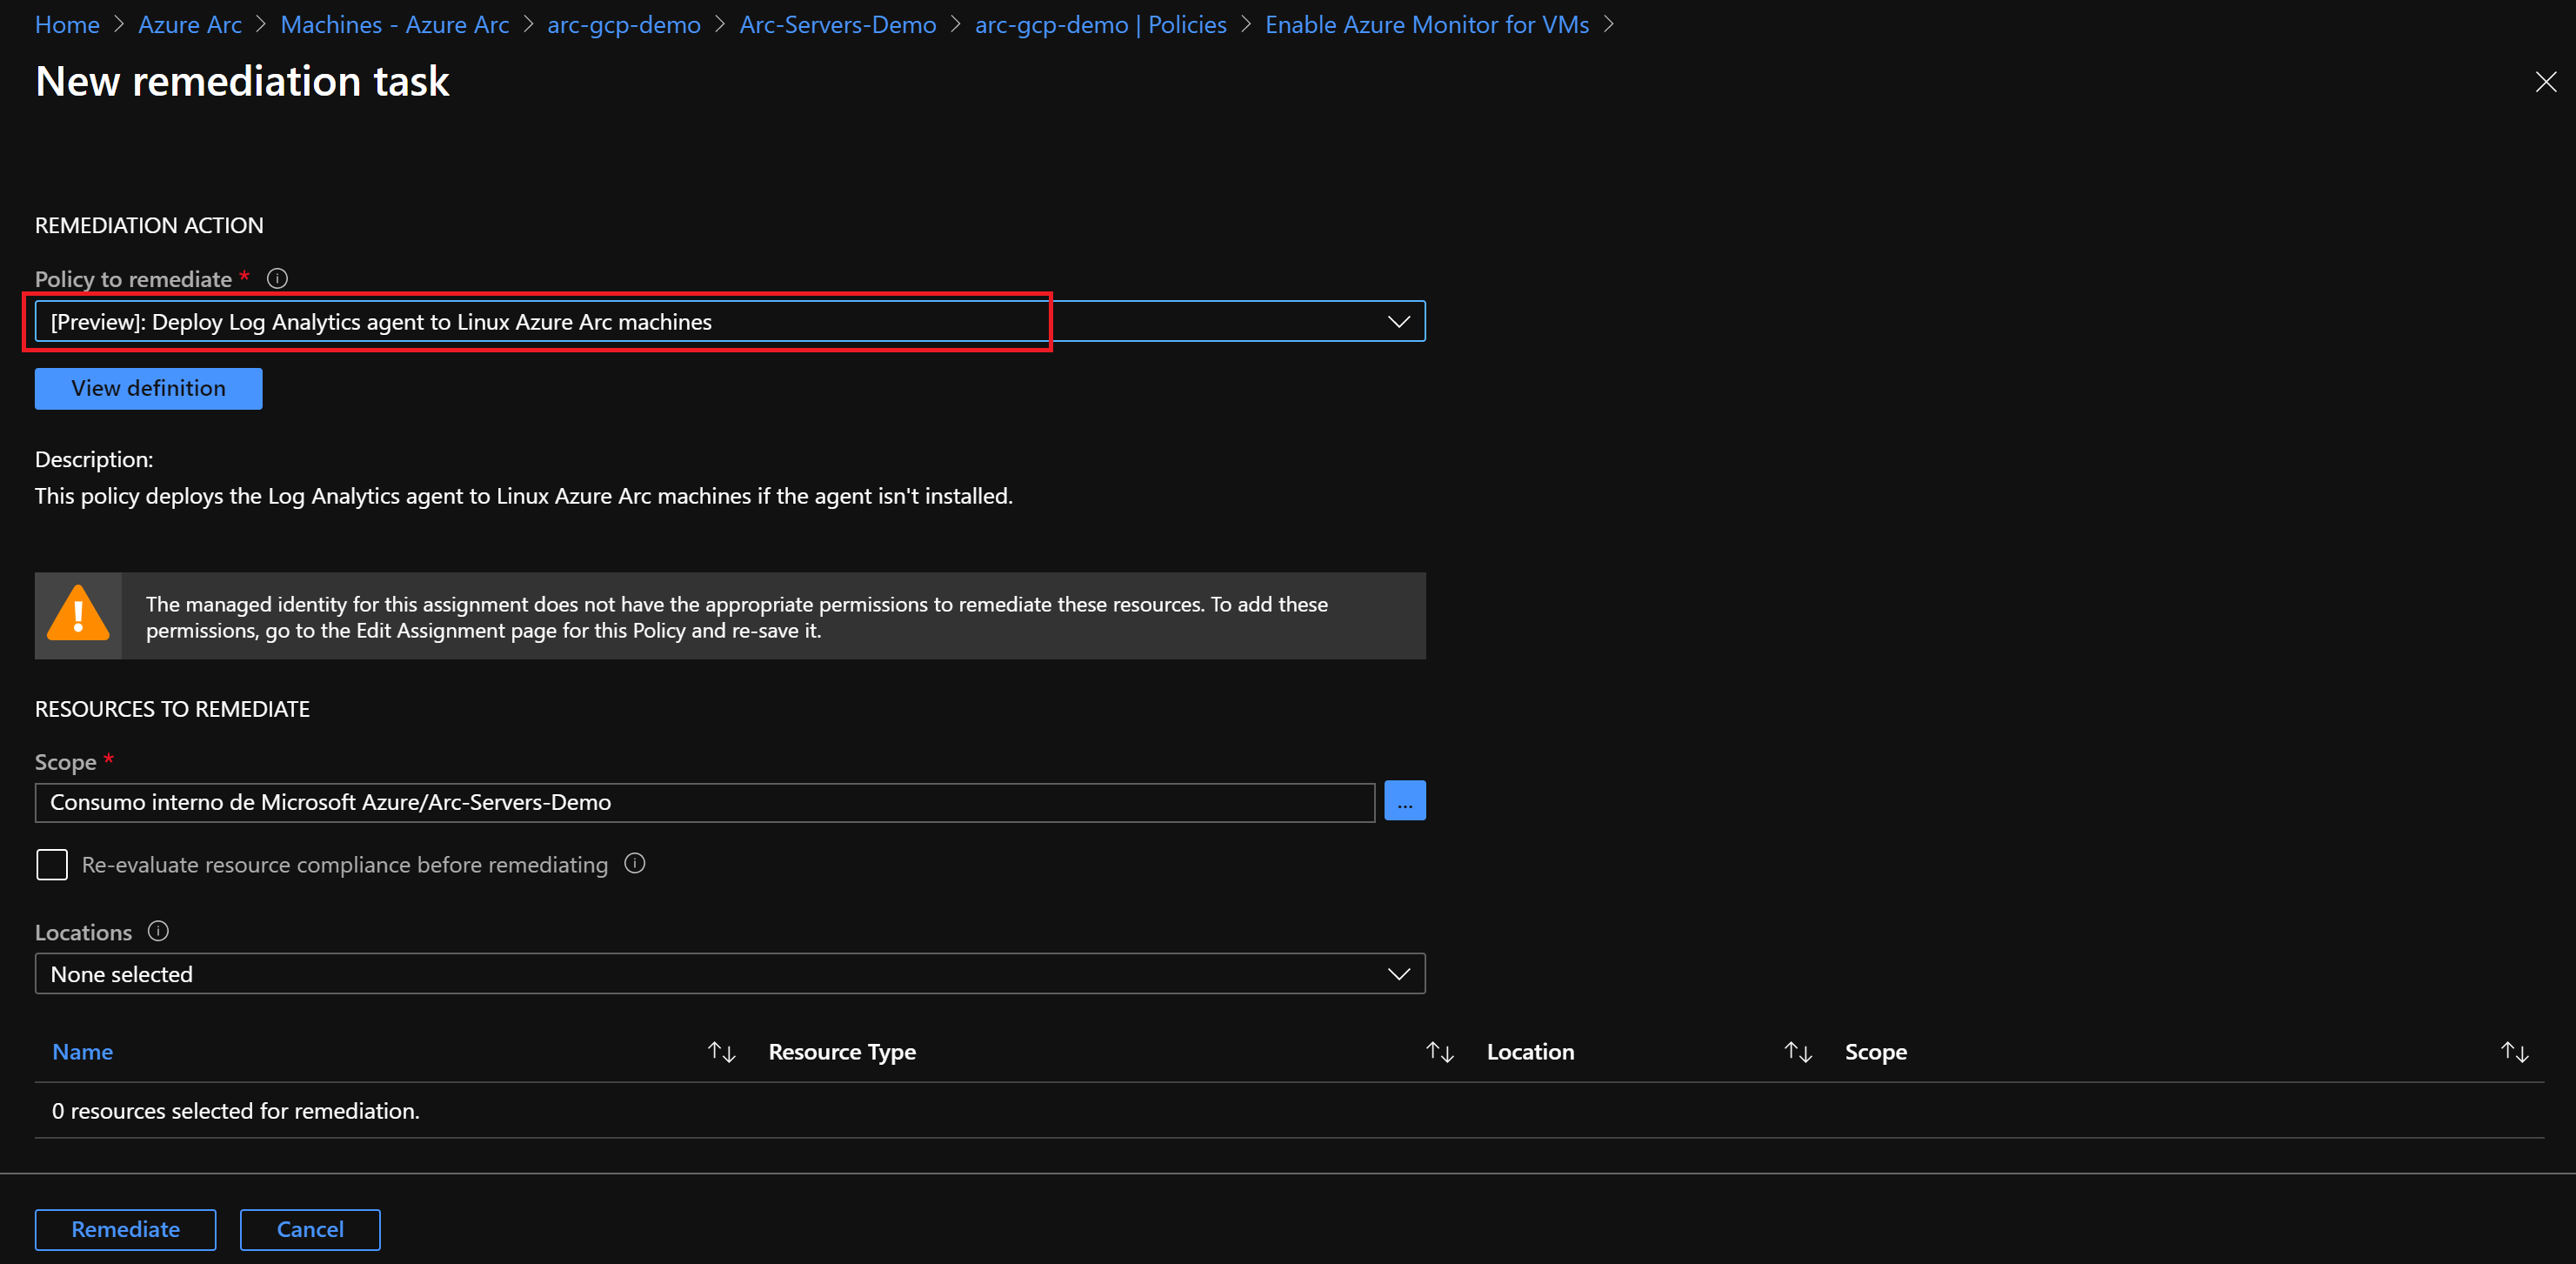 Home > Azure Arc > Machines - Azure Arc > arc-gcp-demo > Arc-Servers-Demo > arc-gcp-demo | Policies > Enable Azure Monitor for VMs >
New remediation task
REMEDIATION ACTION
Policy to remediate *
[Preview]: Deploy Log Analytics agent to Linux Azure Arc machines
View definition
Description:
This policy deploys the Log Analytics agent to Linux Azure Arc machines if the agent isn't installed.
The managed identity for this assignment does not have the appropriate permissions to remediate these resources. To add these
permissions, go to the Edit Assignment page for this Policy and re-save it.
RESOURCES TO REMEDIATE
Scope *
Consumo interno de Microsoft Azure/Arc-Servers-Demo
...
Re-evaluate resource compliance before remediating
Locations
None selected
Name Resource Type Location Scope
0 resources selected for remediation.
Remediate Cancel